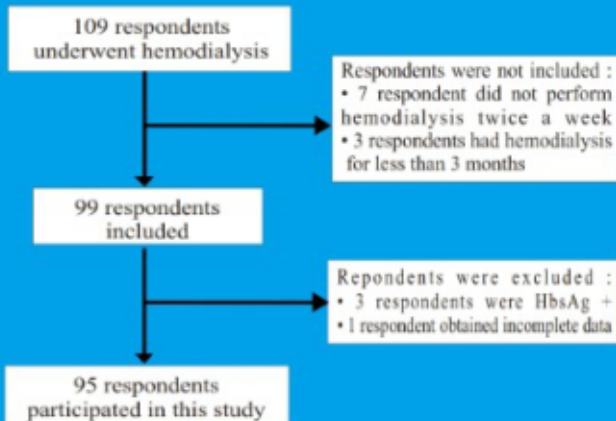 109 respondents
underwent hemodialysis
Respondents were not included :
• 7 respondent did not perform
hemodialysis twice a week
• 3 respondents had hemodialysis
for less than 3 months
99 respondents
included
Repondents were excluded :
• 3 respondents were HbsAg +
• 1 respondent obtained incomplete data
95 respondents
participated in this study